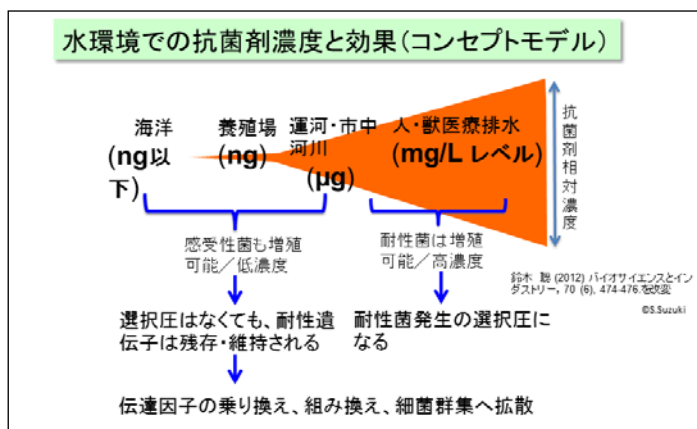 水環境での抗菌剤濃度と効果(コンセプトモデル)
海洋
(ng以
下)
養殖場
(ng)
運河・市中
河川
(μg)
人・獣医療排水
(mg/L レベル)
抗菌剤相対濃度
感受性菌も増殖
可能/低濃度
耐性菌は増殖
可能/高濃度
鈴木 聡 (2012) バイオサイエンスとイン
ダストリー, 70 (6), 474-476.を改変
©S.Suzuki
選択圧はなくても、耐性遺
伝子は残存・維持される
耐性菌発生の選択圧に
なる
伝達因子の乗り換え、組み換え、細菌群集へ拡散